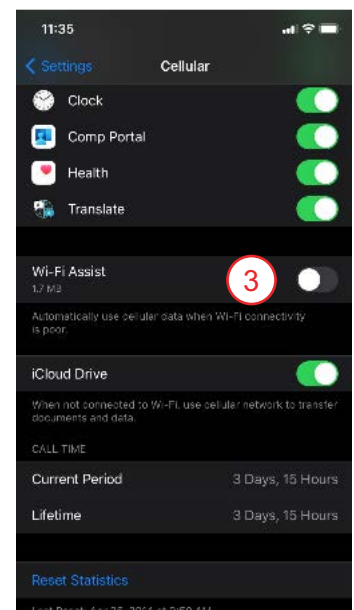 11:35
Settings
Cellular
Clock
Comp Portal
Health
Translate
Wi-Fi Assist
3
1.7 MB
Automatically use cellular data when Wi-Fi connectivity
is poor.
iCloud Drive
When not connected to Wi-Fi, use cellular network to transfer
documents and data.
CALL TIME
Current Period
3 Days, 15 Hours
Lifetime
3 Days, 15 Hours
Reset Statistics
Last Reset: